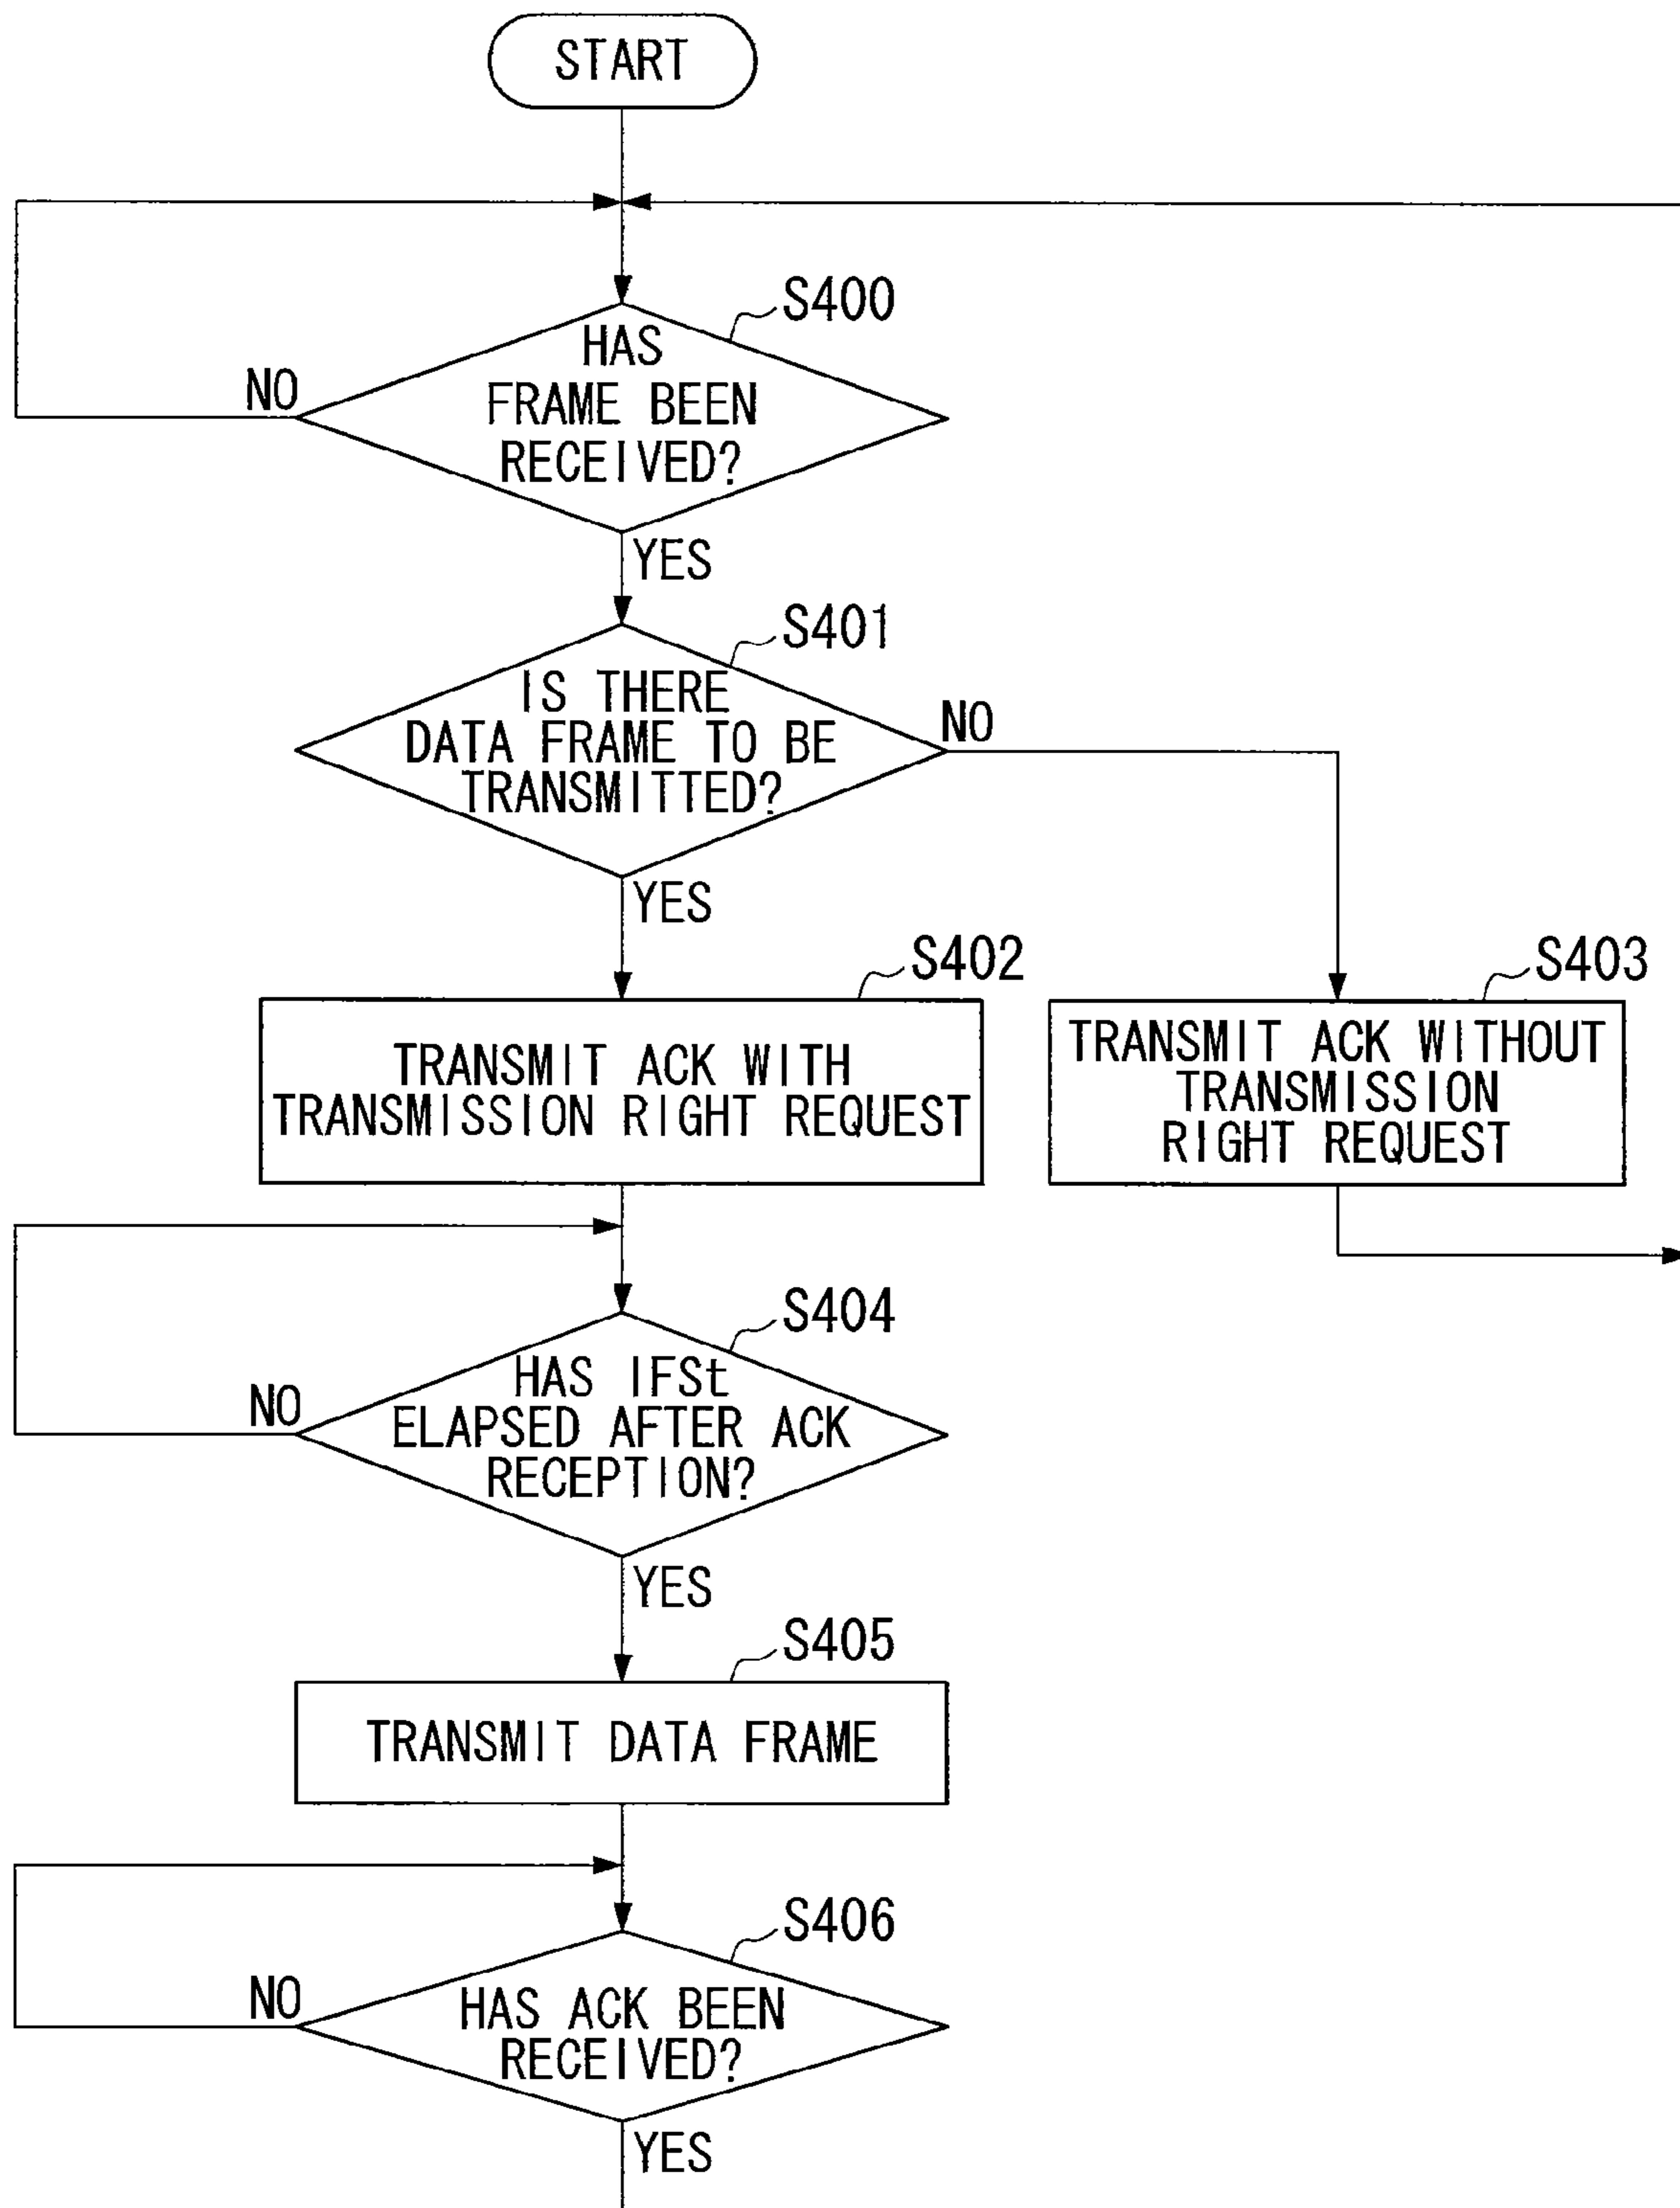 START
S400
HAS
FRAME BEEN
RECEIVED?
NO
YES
S401
IS THERE
DATA FRAME TO BE
TRANSMITTED?
NO
YES
S402
TRANSMIT ACK WITH
TRANSMISSION RIGHT REQUEST
S403
TRANSMIT ACK WITHOUT
TRANSMISSION
RIGHT REQUEST
S404
HAS IFSt
ELAPSED AFTER ACK
RECEPTION?
NO
YES
S405
TRANSMIT DATA FRAME
S406
HAS ACK BEEN
RECEIVED?
NO
YES